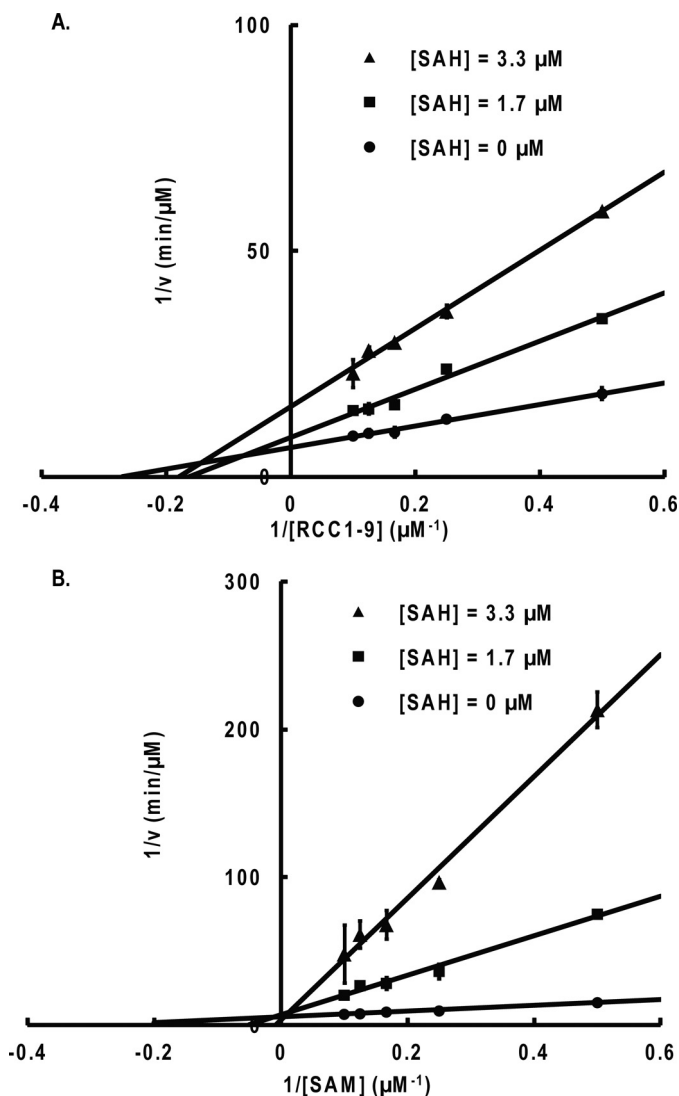 A.
100
[SAH] = 3.3 µM
[SAH] = 1.7 µM
[SAH] = 0 µM
1/v (min/µM)
50
0
-0.4
-0.2
0
0.2
0.4
0.6
1/[RCC1-9] (µM-1)
B.
300
[SAH] = 3.3 µM
[SAH] = 1.7 µM
[SAH] = 0 µM
1/v (min/µM)
200
100
0
-0.4
-0.2
0
0.2
0.4
0.6
1/[SAM] (µM-1)